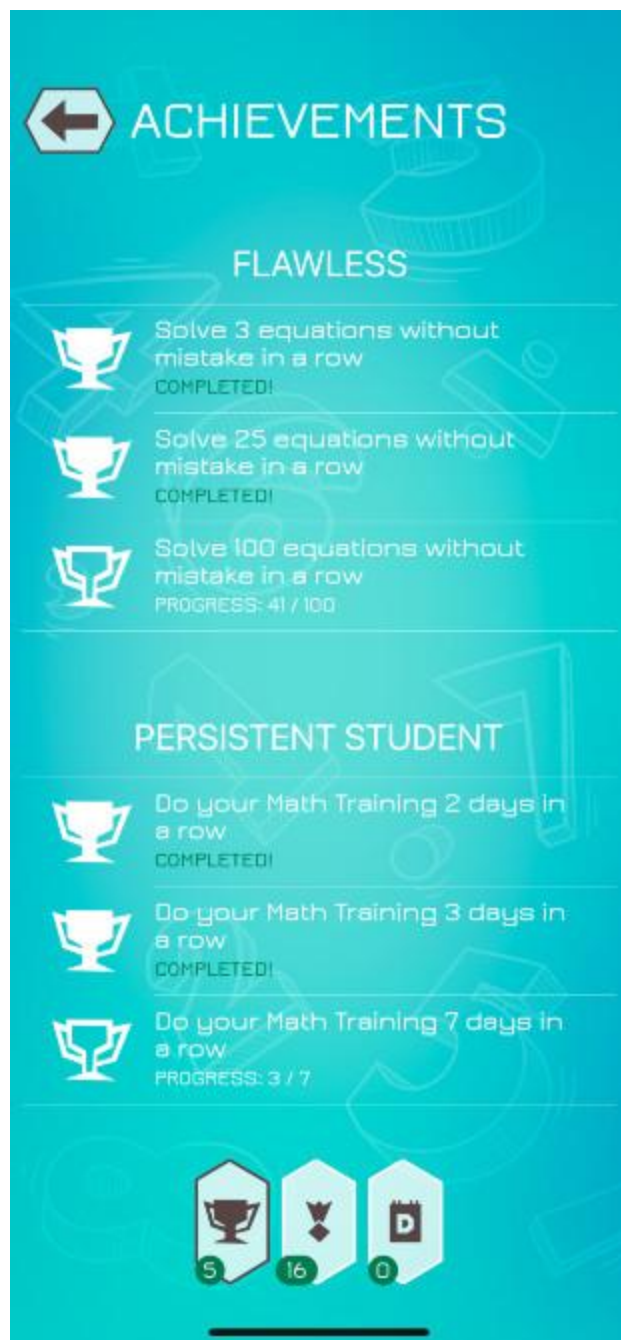 ACHIEVEMENTS
FLAWLESS
Solve 3 equations without
mistake in a row
COMPLETED!
Solve 25 equations without
mistake in a row
COMPLETED!
Solve 100 equations without
mistake in a row
PROGRESS: 41 / 100
PERSISTENT STUDENT
Do your Math Training 2 days in
a row
COMPLETED!
Do your Math Training 3 days in
a row
COMPLETED!
Do your Math Training 7 days in
a row
PROGRESS: 3 / 7
D
5 16 0